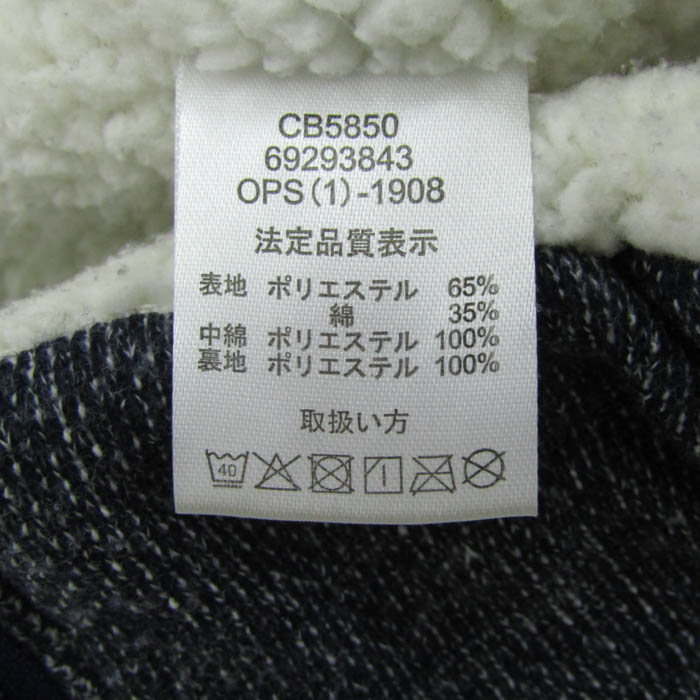 CB5850
69293843
OPS(1)-1908
法定品質表示
表地 ポリエステル 65%
綿 35%
中綿 ポリエステル 100%
裏地 ポリエステル 100%
取扱い方
40